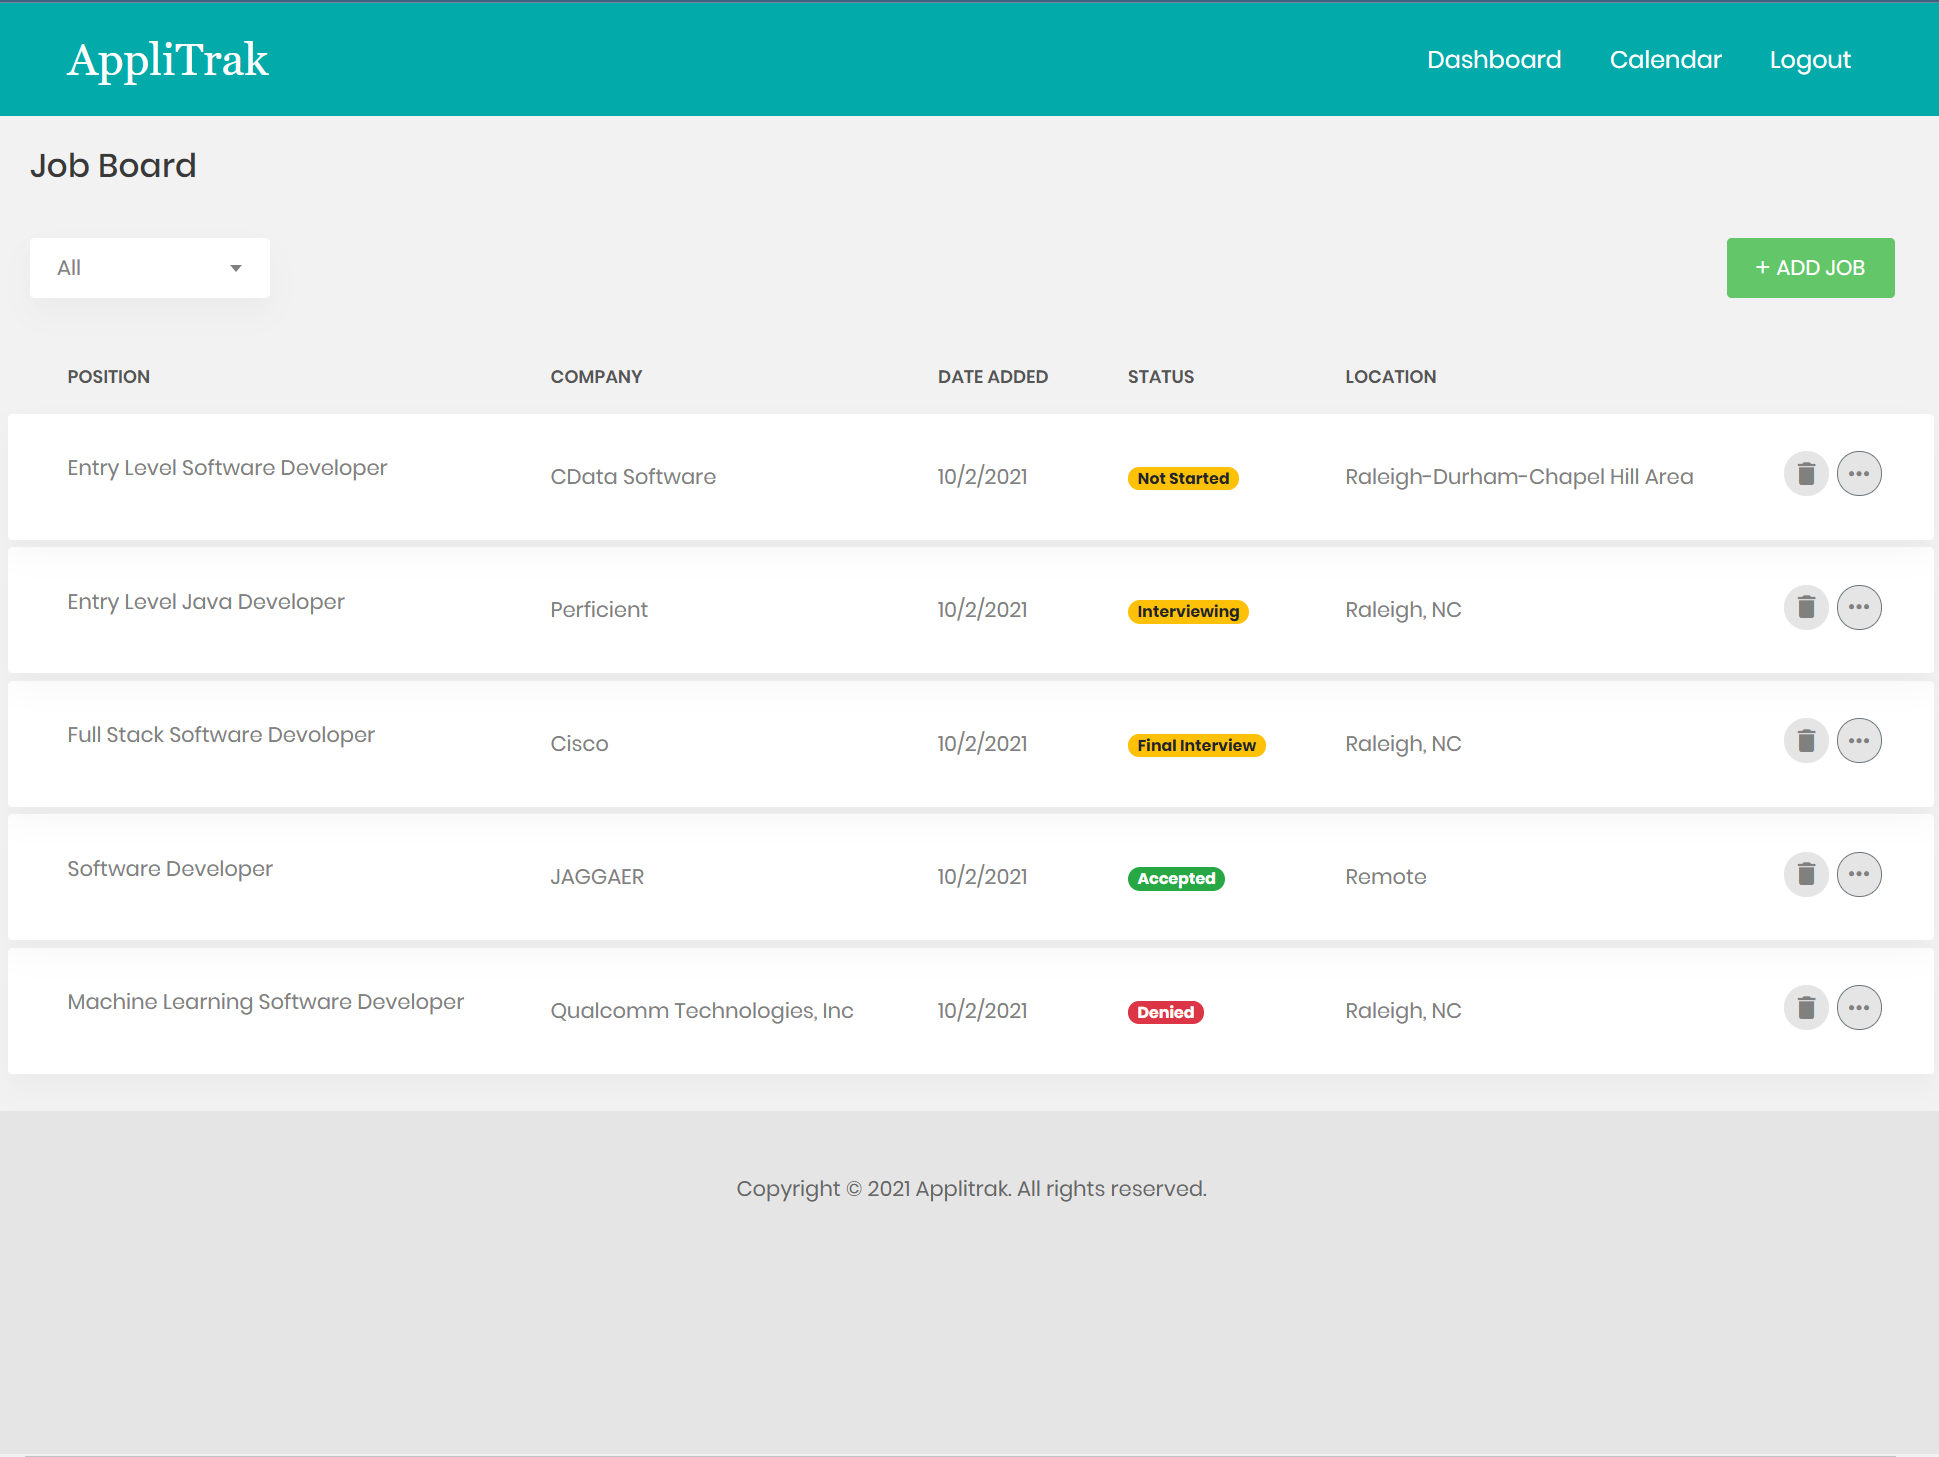 AppliTrak Dashboard Calendar Logout
Job Board
All + ADD JOB
POSITION COMPANY DATE ADDED STATUS LOCATION
Entry Level Software Developer CData Software 10/2/2021 Not Started Raleigh-Durham-Chapel Hill Area
Entry Level Java Developer Perficient 10/2/2021 Interviewing Raleigh, NC
Full Stack Software Devoloper Cisco 10/2/2021 Final Interview Raleigh, NC
Software Developer JAGGAER 10/2/2021 Accepted Remote
Machine Learning Software Developer Qualcomm Technologies, Inc 10/2/2021 Denied Raleigh, NC
Copyright © 2021 Applitrak. All rights reserved.